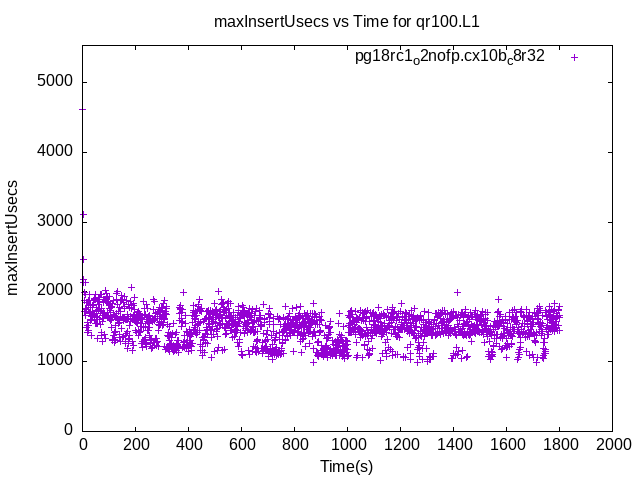 maxInsertUsecs vs Time for qr100.L1
pg18rc1o2nofp.cx10bc8r32
maxInsertUsecs
5000
4000
3000
2000
1000
0
0 200 400 600 800 1000 1200 1400 1600 1800 2000
Time(s)